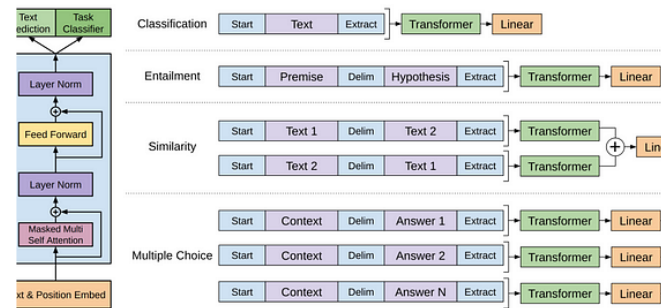 Text
Task
ediction
Classifier
Layer Norm
Feed Forward
Layer Norm
Masked Multi
Self Attention
xt & Position Embed
Classification
Start Text Extract Transformer Linear
Entailment
Start Premise Delim Hypothesis Extract Transformer Linear
Similarity
Start Text 1 Delim Text 2 Extract Transformer
Start Text 2 Delim Text 1 Extract Transformer
Lin
Multiple Choice
Start Context Delim Answer 1 Extract Transformer Linear
Start Context Delim Answer 2 Extract Transformer Linear
Start Context Delim Answer N Extract Transformer Linear